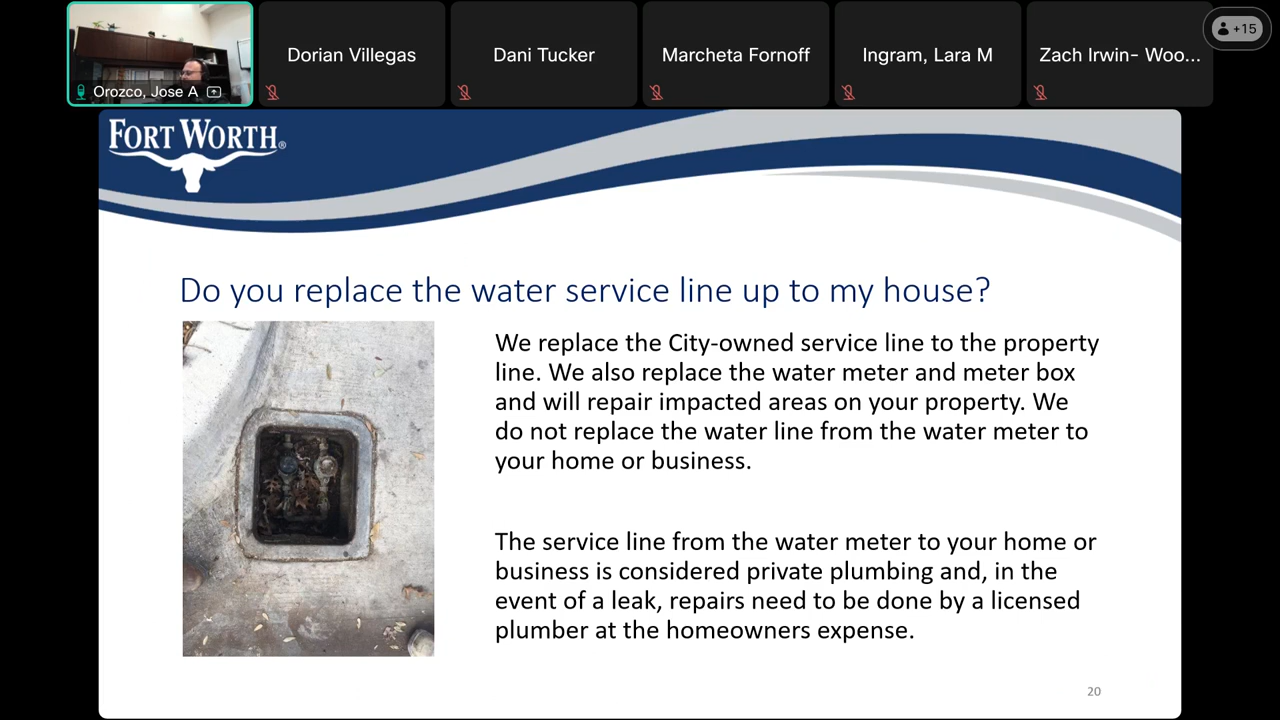 Orozco, Jose A
Dorian Villegas
Dani Tucker
Marcheta Fornoff
Ingram, Lara M
Zach Irwin- Woo...
+15
FORT WORTH®
Do you replace the water service line up to my house?
We replace the City-owned service line to the property
line. We also replace the water meter and meter box
and will repair impacted areas on your property. We
do not replace the water line from the water meter to
your home or business.
The service line from the water meter to your home or
business is considered private plumbing and, in the
event of a leak, repairs need to be done by a licensed
plumber at the homeowners expense.
20